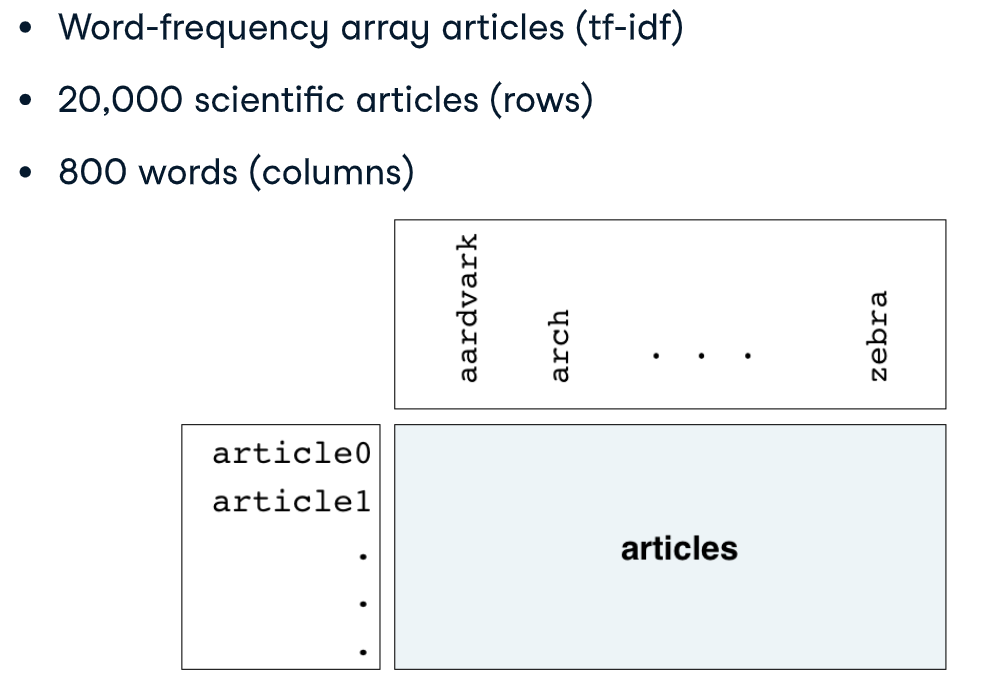 • Word-frequency array articles (tf-idf)
• 20,000 scientific articles (rows)
• 800 words (columns)
aardvark
arch
. . .
zebra
article0
article1
.
.
.
articles